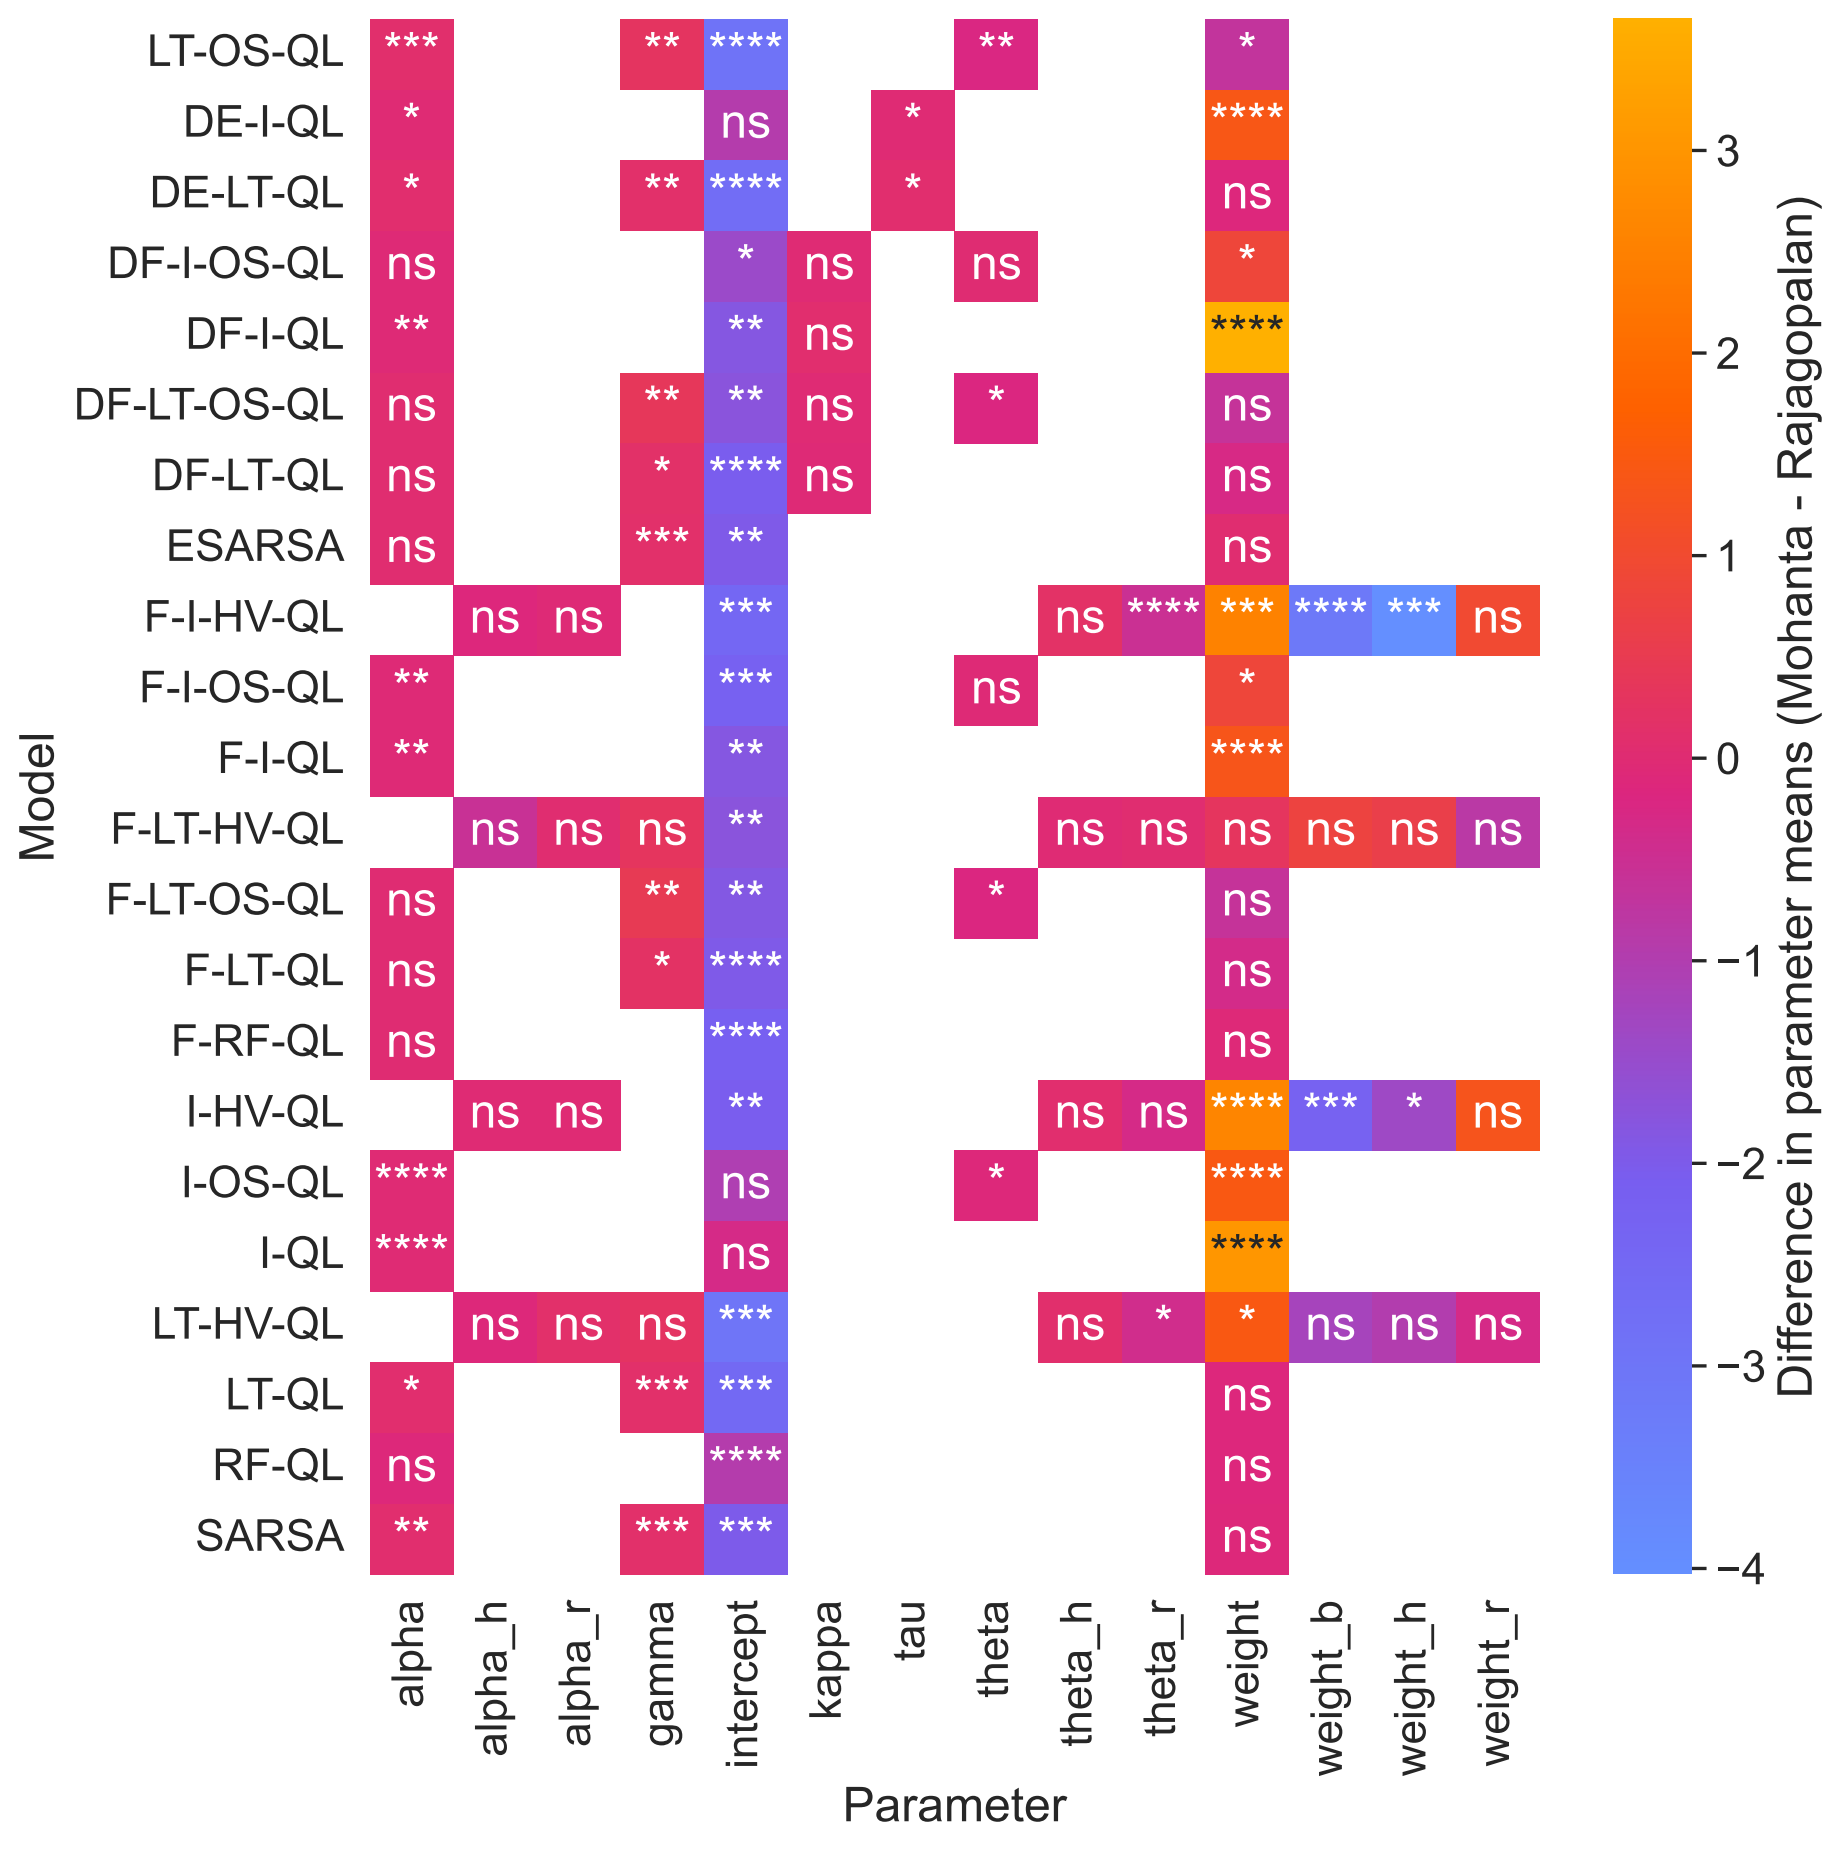 LT-OS-QL *** ** **** ** *
DE-I-QL * ns * ****
DE-LT-QL * ** **** * ns
DF-I-OS-QL ns * ns ns *
DF-I-QL ** ** ns ****
DF-LT-OS-QL ns ** ** ns * ns
DF-LT-QL ns * **** ns ns
ESARSA ns *** ** ns
F-I-HV-QL ns ns *** ns **** *** **** *** ns
F-I-OS-QL ** *** ns *
F-I-QL ** ** ****
F-LT-HV-QL ns ns ns ** ns ns ns ns ns ns
F-LT-OS-QL ns ** ** * ns
F-LT-QL ns * **** ns
F-RF-QL ns **** ns
I-HV-QL ns ns ** ns ns **** *** * ns
I-OS-QL **** ns * ****
I-QL **** ns ****
LT-HV-QL ns ns ns *** ns * * ns ns ns
LT-QL * *** *** ns
RF-QL ns **** ns
SARSA ** *** *** ns
Model
alpha alpha_h alpha_r gamma intercept kappa tau theta theta_h theta_r weight weight_b weight_h weight_r
Parameter
3
2
1
0
−1
−2
−3
−4
Difference in parameter means (Mohanta - Rajagopalan)